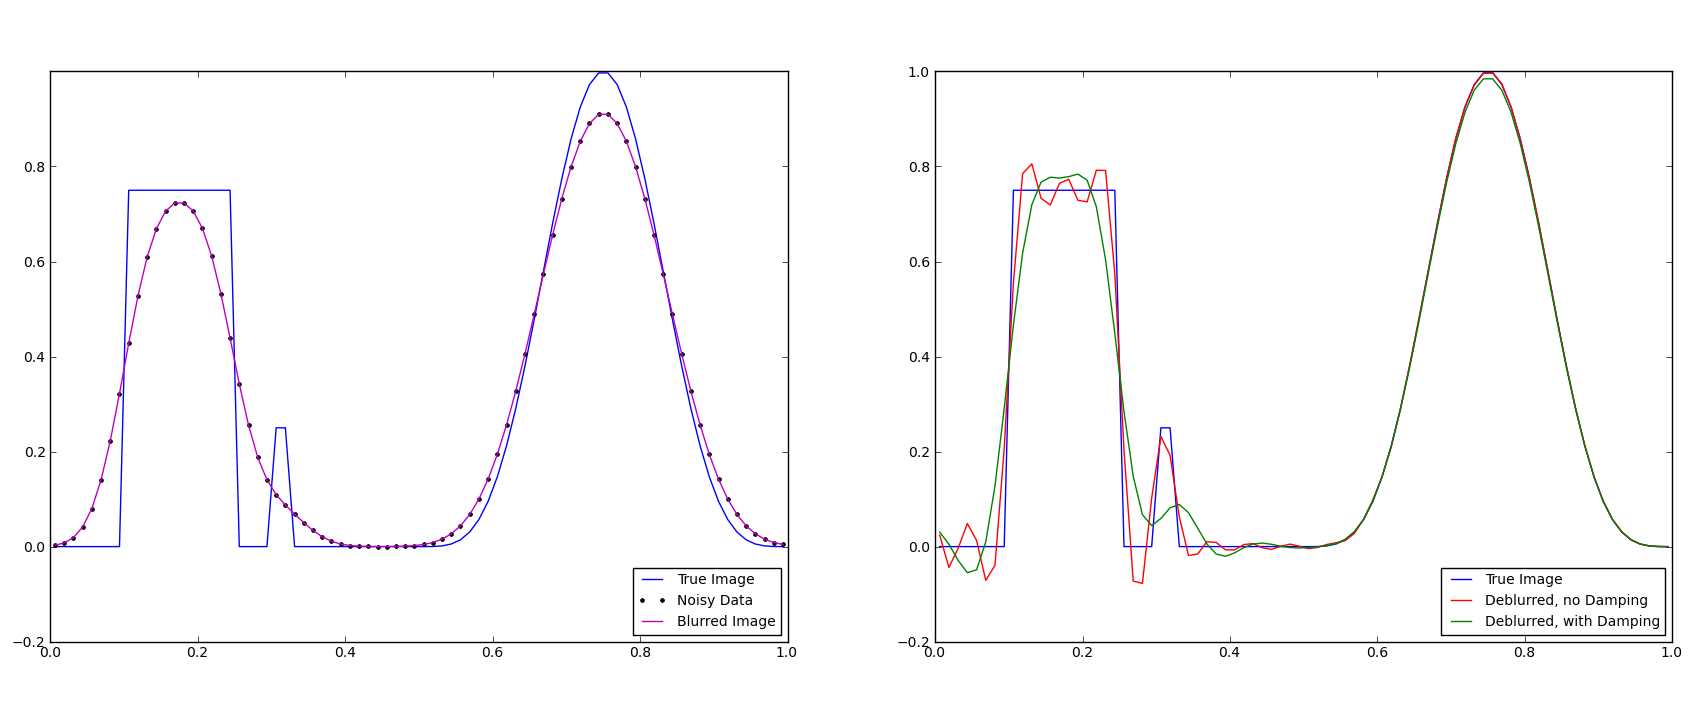 0.8
0.6
0.4
0.2
0.0
−0.2
0.0 0.2 0.4 0.6 0.8 1.0
True Image
Noisy Data
Blurred Image
1.0
0.8
0.6
0.4
0.2
0.0
−0.2
0.0 0.2 0.4 0.6 0.8 1.0
True Image
Deblurred, no Damping
Deblurred, with Damping